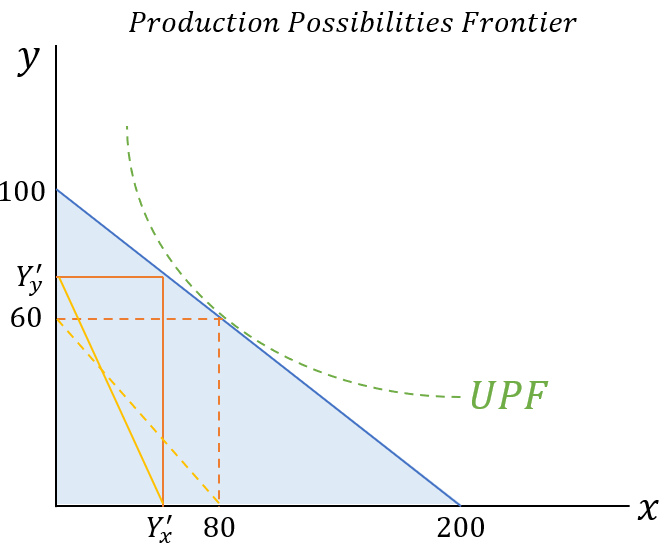 Production Possibilities Frontier
y
100
Y′y
60
UPF
Y′x 80 200 x